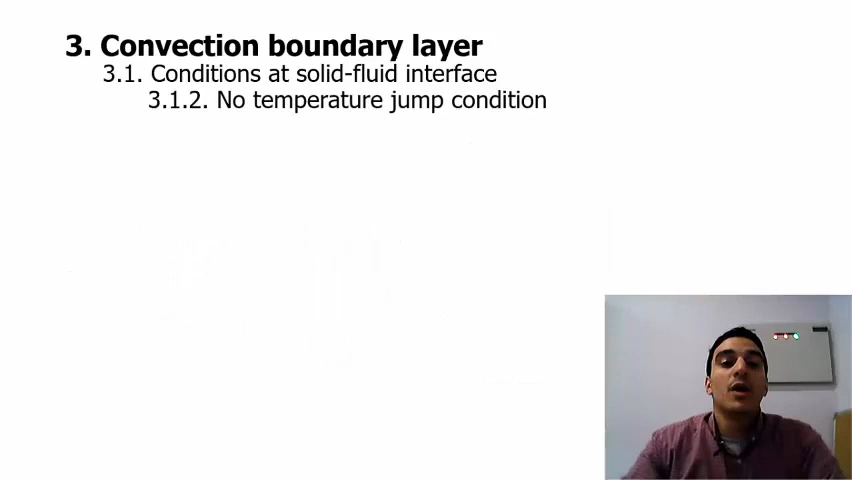 3. Convection boundary layer
3.1. Conditions at solid-fluid interface
3.1.2. No temperature jump condition